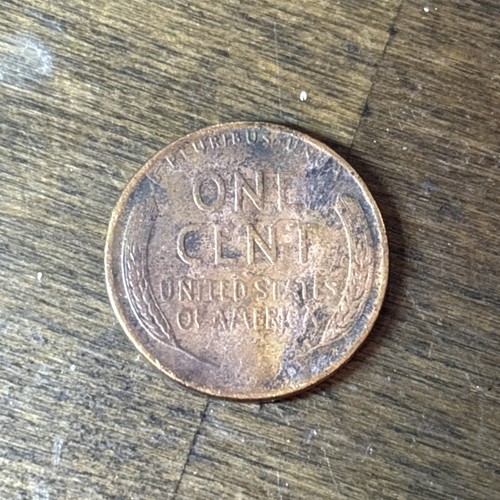 E PLURIBUS UNUM
ONE
CENT
UNITED STATES
OF AMERICA